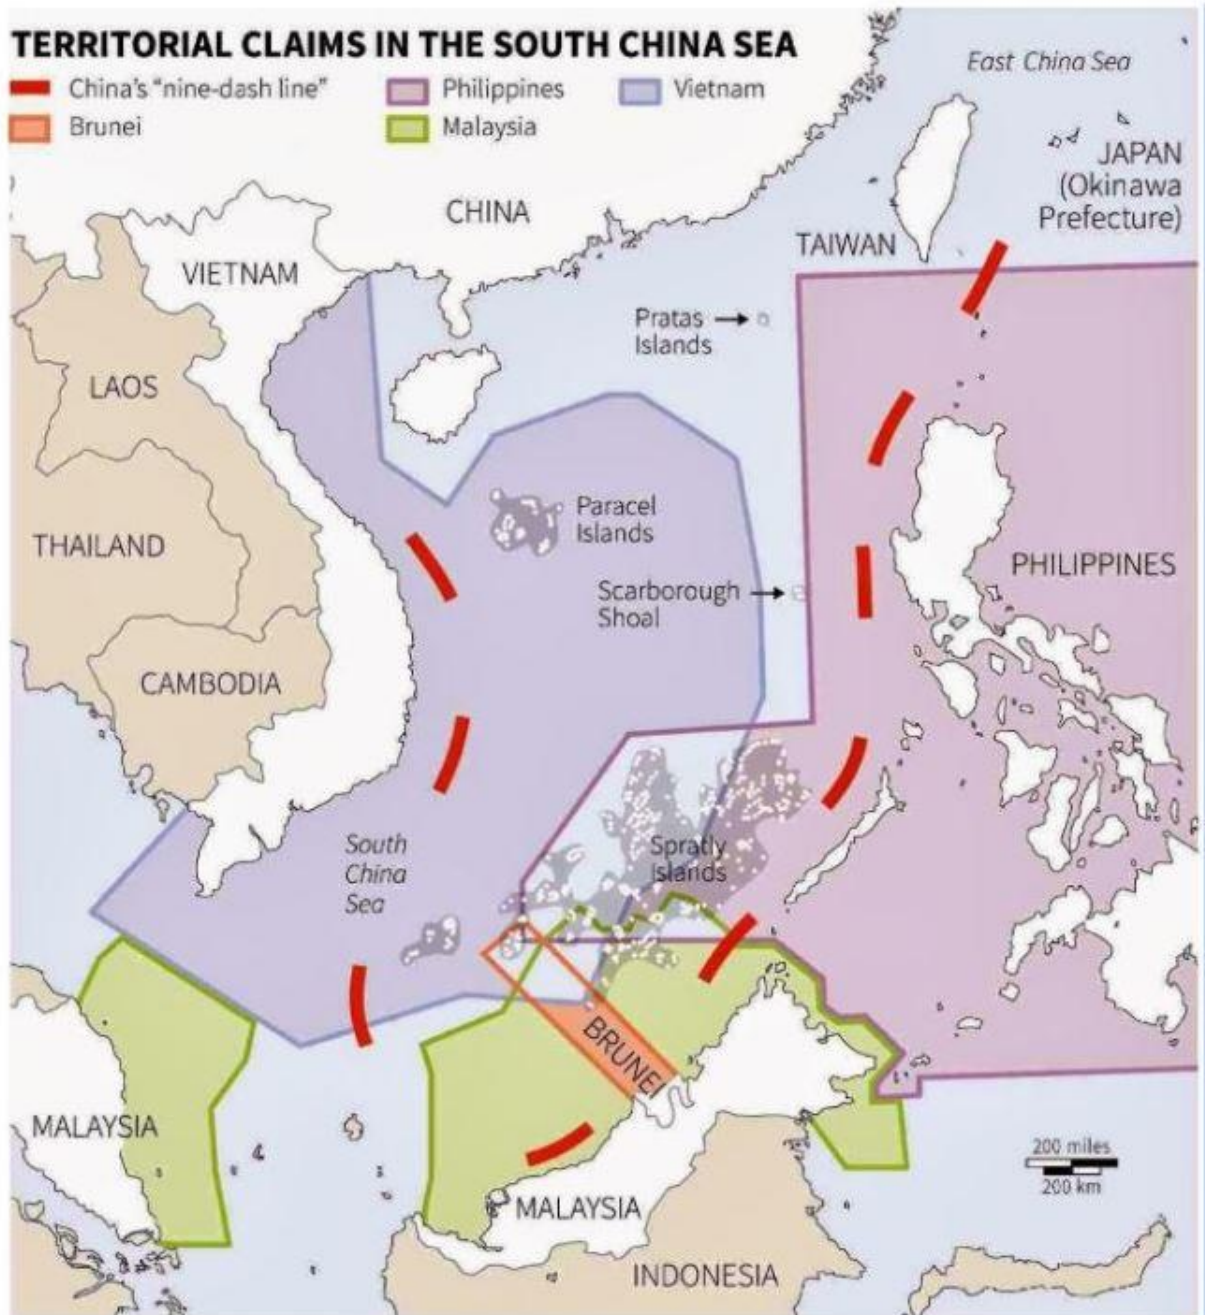 TERRITORIAL CLAIMS IN THE SOUTH CHINA SEA
China's "nine-dash line"
Philippines
Vietnam
Brunei
Malaysia
East China Sea
JAPAN
(Okinawa
Prefecture)
CHINA
TAIWAN
VIETNAM
Pratas
Islands
LAOS
Paracel
Islands
THAILAND
PHILIPPINES
Scarborough
Shoal
CAMBODIA
South
China
Sea
Spratly
Islands
BRUNEI
MALAYSIA
200 miles
200 km
MALAYSIA
INDONESIA